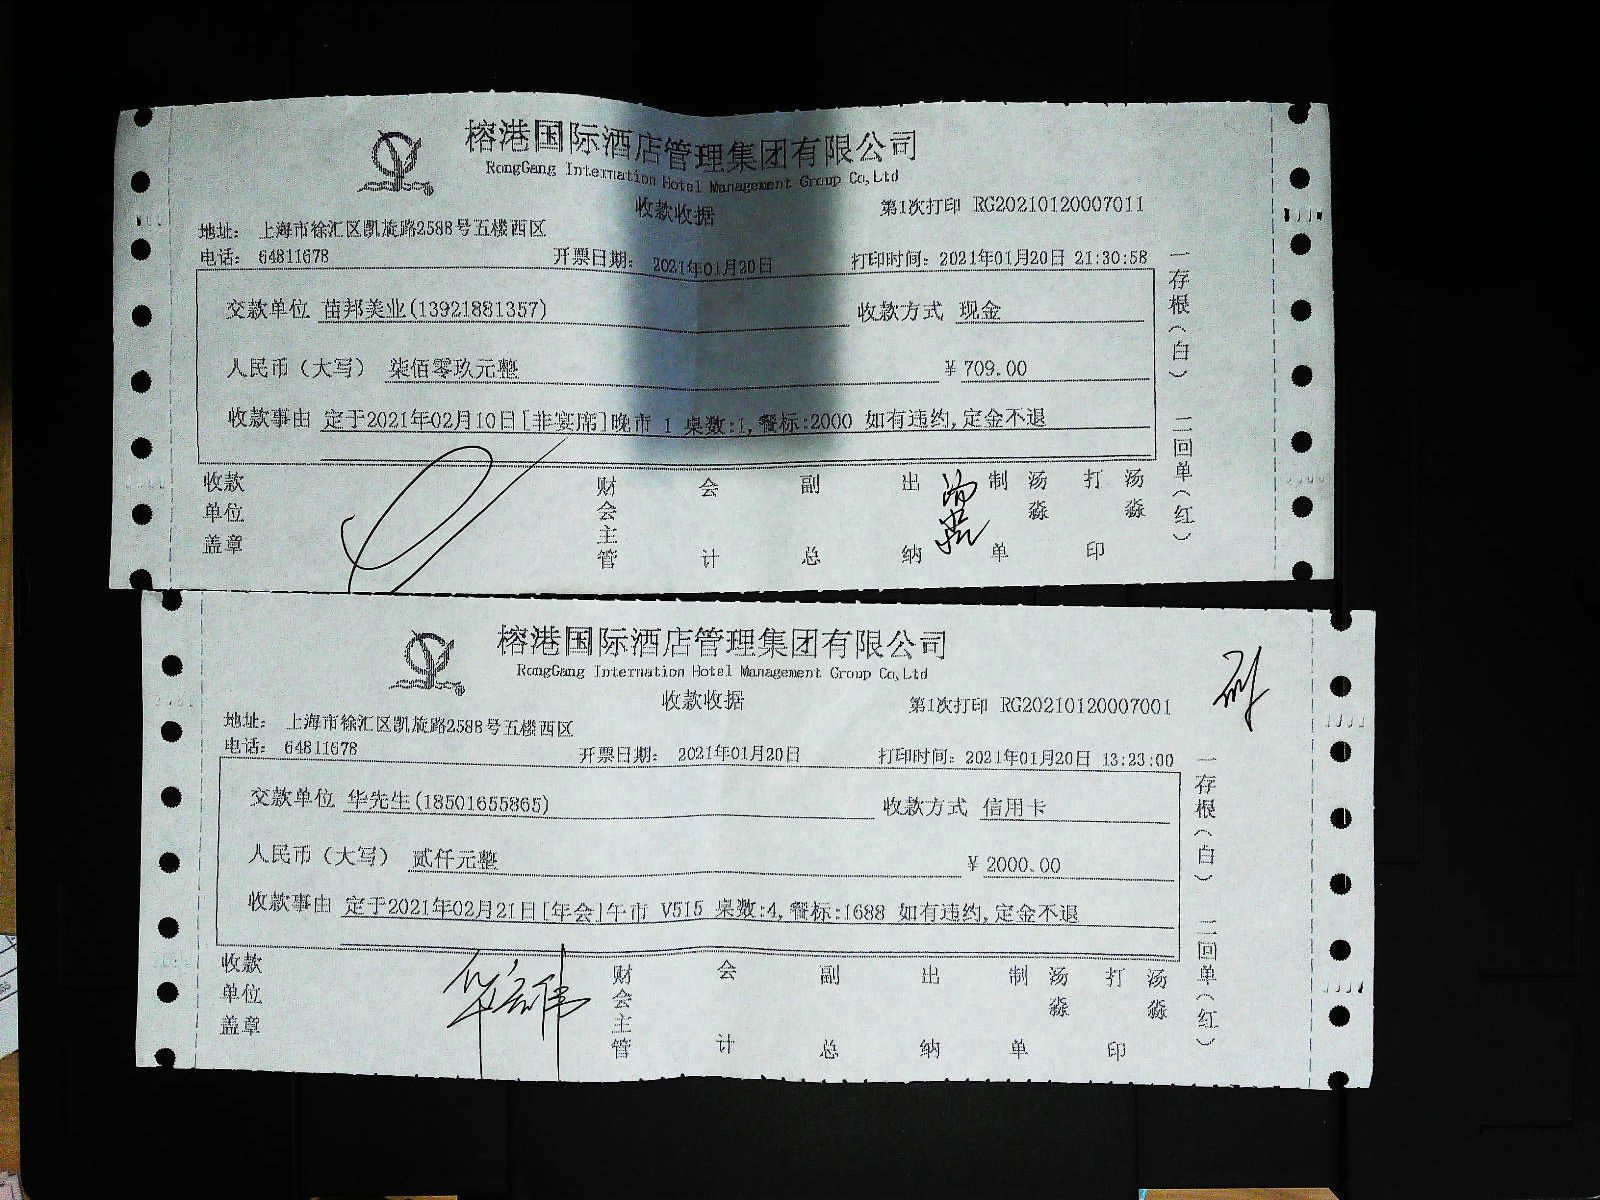 榕港国际酒店管理集团有限公司
RongGang Internation Hotel Management Group Co,Ltd
收款收据
第1次打印 RG20210120007011
地址： 上海市徐汇区凯旋路2588号五楼西区
电话： 64811678 开票日期： 2021年01月20日 打印时间：2021年01月20日 21:30:58
交款单位 苗邦美业(13921881357) 收款方式 现金
人民币（大写） 柒佰零玖元整 ￥709.00
收款事由 定于2021年02月10日[非宴席]晚市 1 桌数:1,餐标:2000 如有违约,定金不退
收款单位盖章 财会主管 会计 副总 出纳 制单 汤淼 打印 汤淼
一存根（白） 二回单（红）
榕港国际酒店管理集团有限公司
RongGang Internation Hotel Management Group Co,Ltd
收款收据
第1次打印 RG20210120007001
地址： 上海市徐汇区凯旋路2588号五楼西区
电话： 64811678 开票日期： 2021年01月20日 打印时间：2021年01月20日 13:23:00
交款单位 华先生(18501655865) 收款方式 信用卡
人民币（大写） 贰仟元整 ￥2000.00
收款事由 定于2021年02月21日[年会]午市 V515 桌数:4,餐标:1688 如有违约,定金不退
收款单位盖章 财会主管 会计 副总 出纳 制单 汤淼 打印 汤淼
一存根（白） 二回单（红）